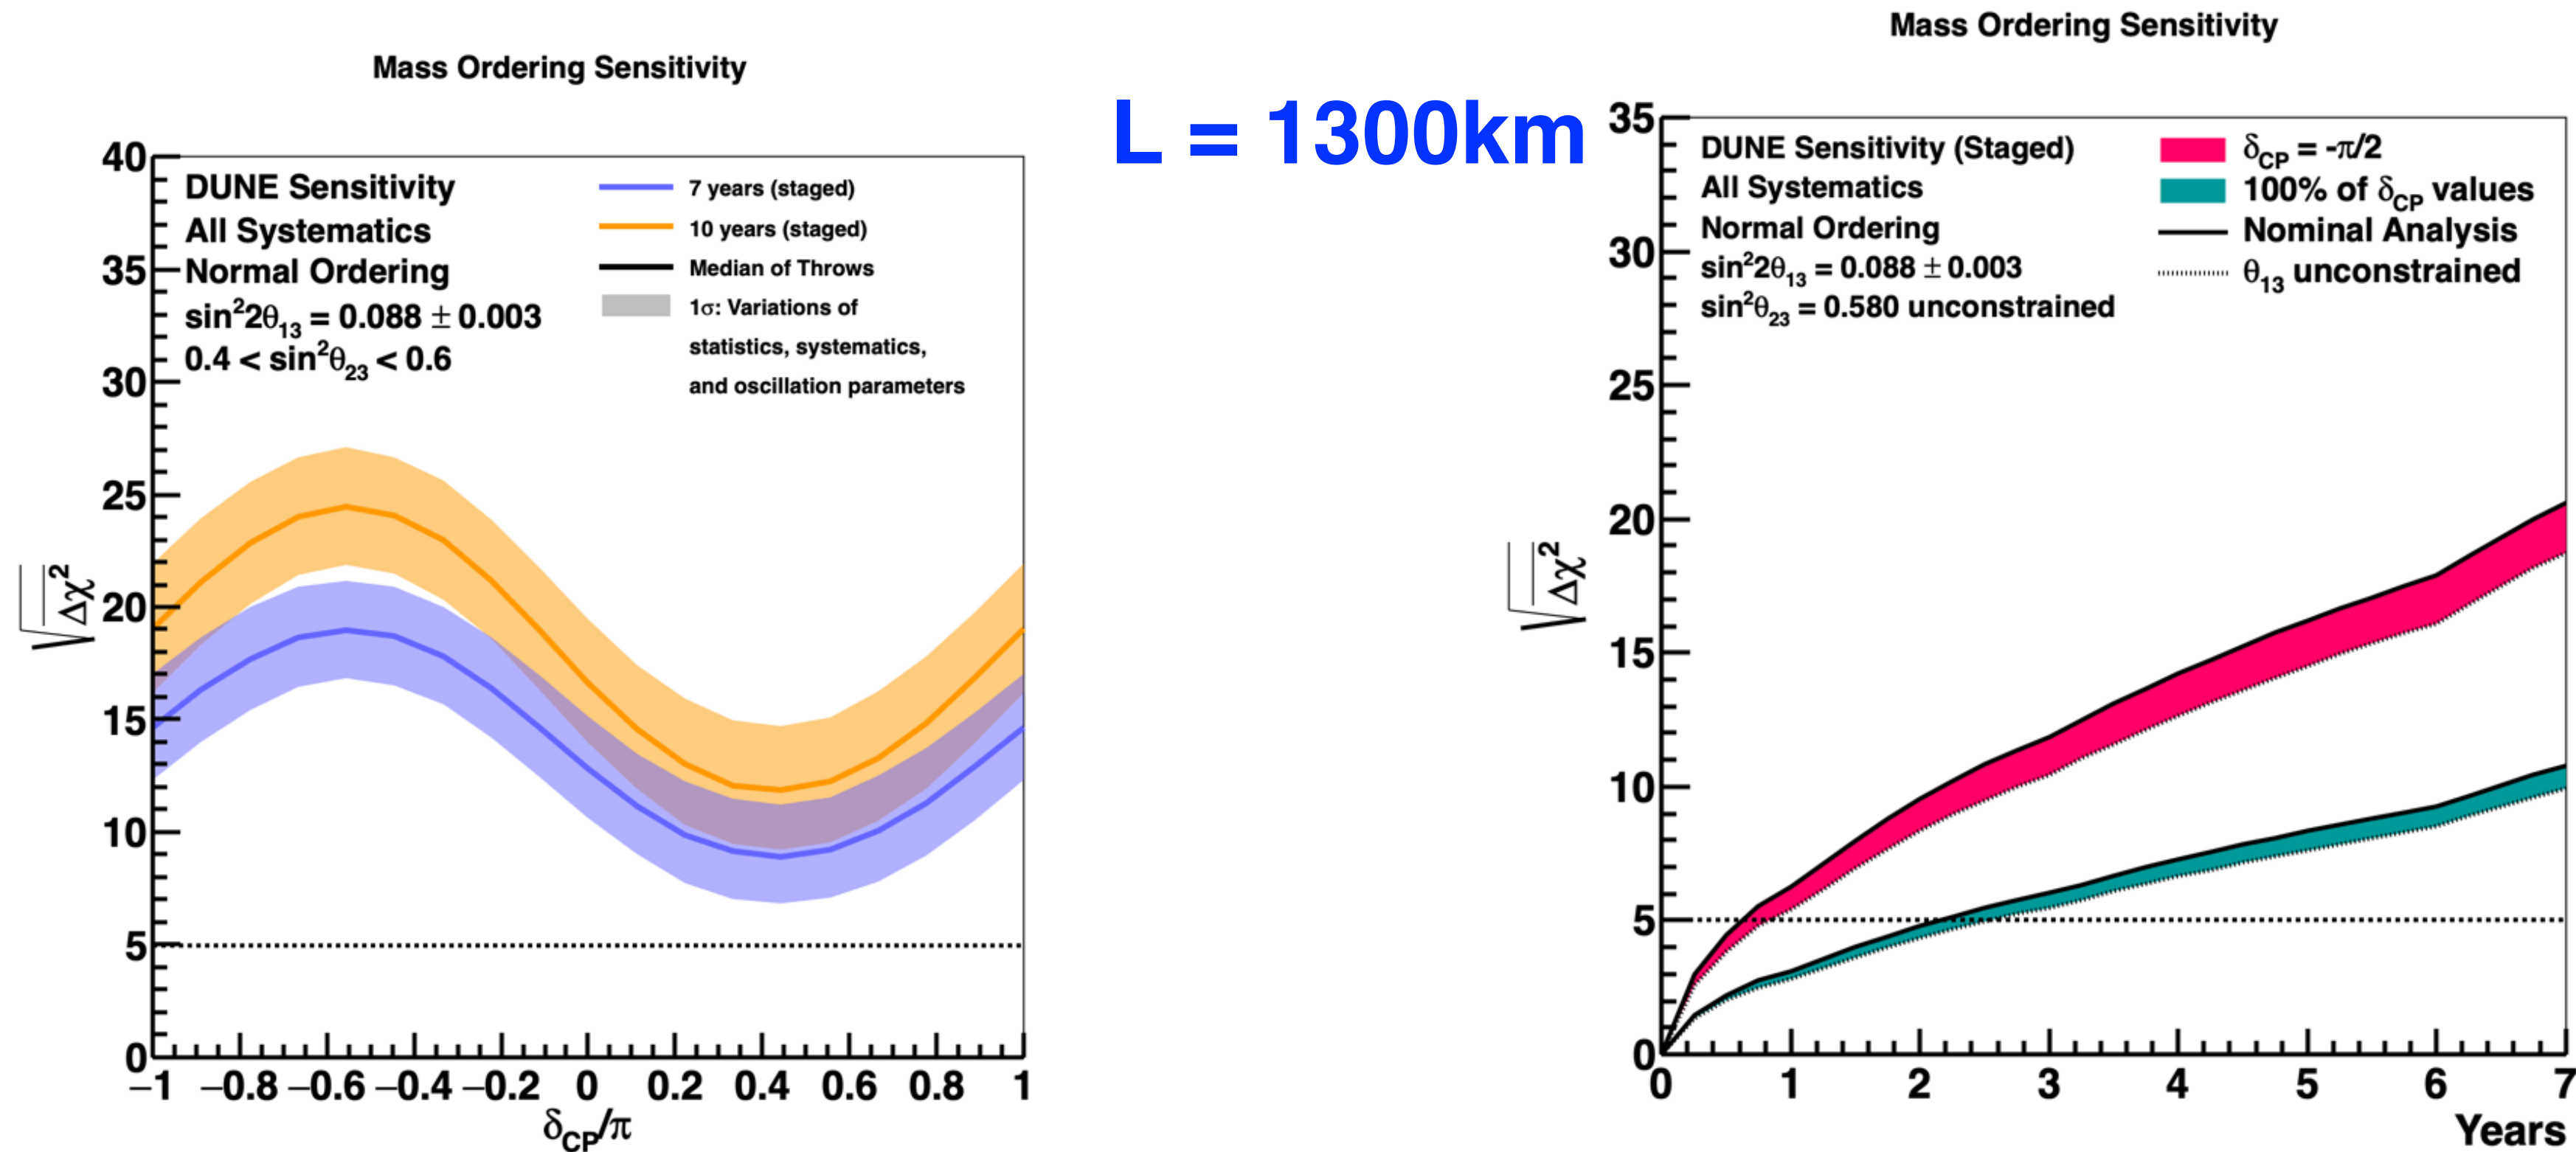 Mass Ordering Sensitivity
DUNE Sensitivity
All Systematics
Normal Ordering
sin²2θ₁₃ = 0.088 ± 0.003
0.4 < sin²θ₂₃ < 0.6
7 years (staged)
10 years (staged)
Median of Throws
1σ: Variations of
statistics, systematics,
and oscillation parameters
√Δχ²
40
35
30
25
20
15
10
5
0
−1 −0.8 −0.6 −0.4 −0.2 0 0.2 0.4 0.6 0.8 1
δCP/π
L = 1300km
Mass Ordering Sensitivity
DUNE Sensitivity (Staged)
All Systematics
Normal Ordering
sin²2θ₁₃ = 0.088 ± 0.003
sin²θ₂₃ = 0.580 unconstrained
δCP = -π/2
100% of δCP values
Nominal Analysis
θ₁₃ unconstrained
√Δχ²
35
30
25
20
15
10
5
0
0 1 2 3 4 5 6 7
Years